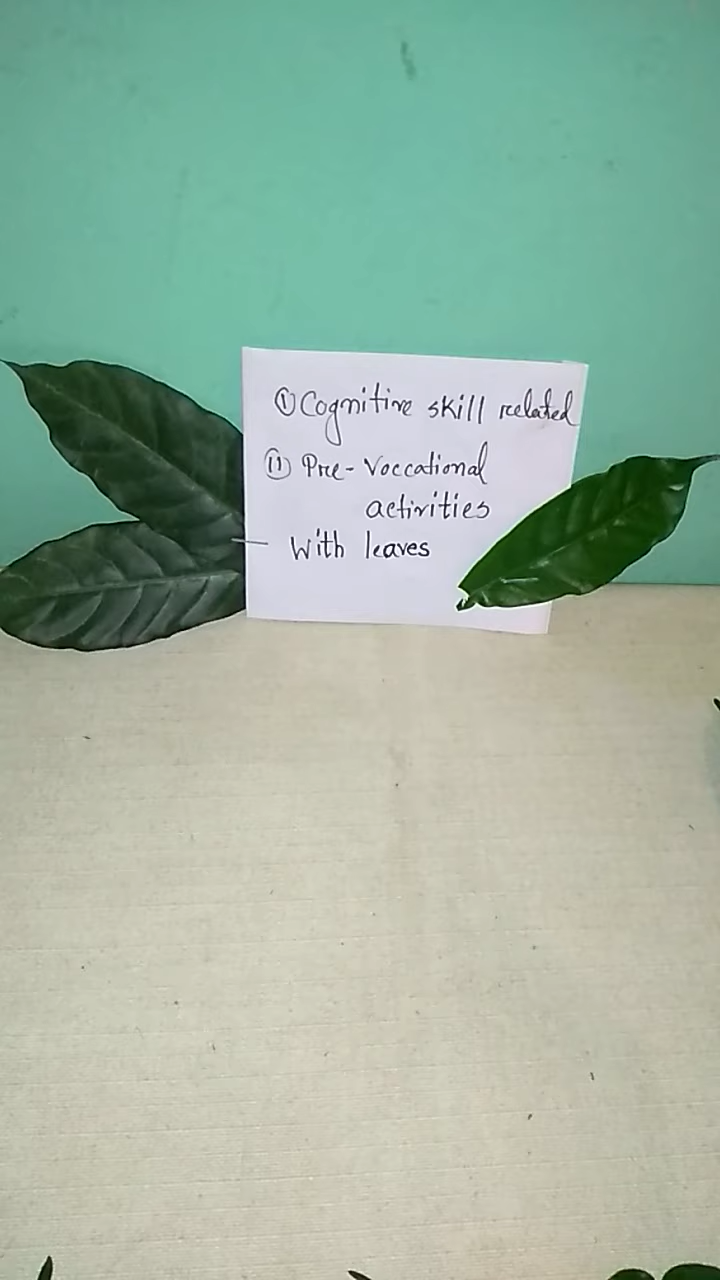 ① Cognitive skill related
⑪ Pre-Voccational
activities
With leaves